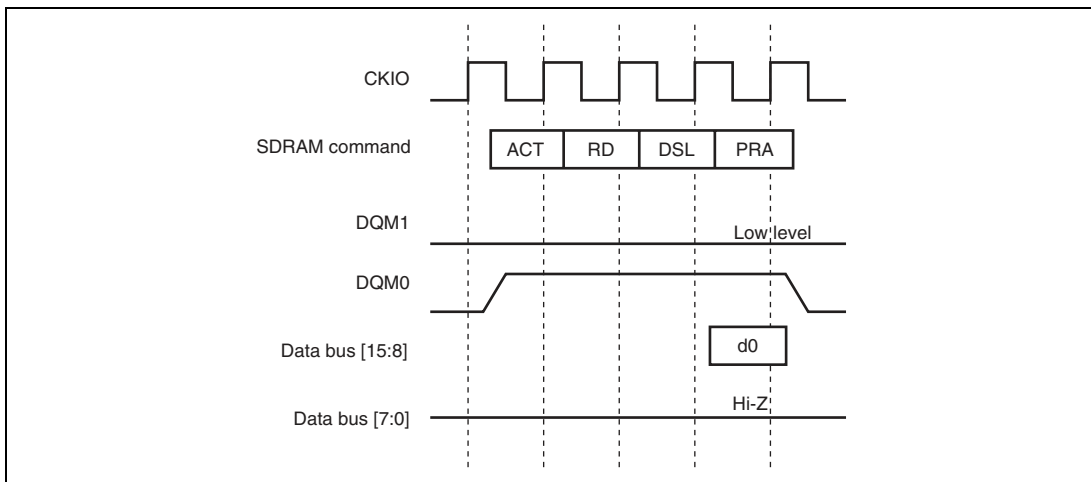 CKIO
SDRAM command ACT RD DSL PRA
DQM1 Low level
DQM0
Data bus [15:8] d0
Data bus [7:0] Hi-Z